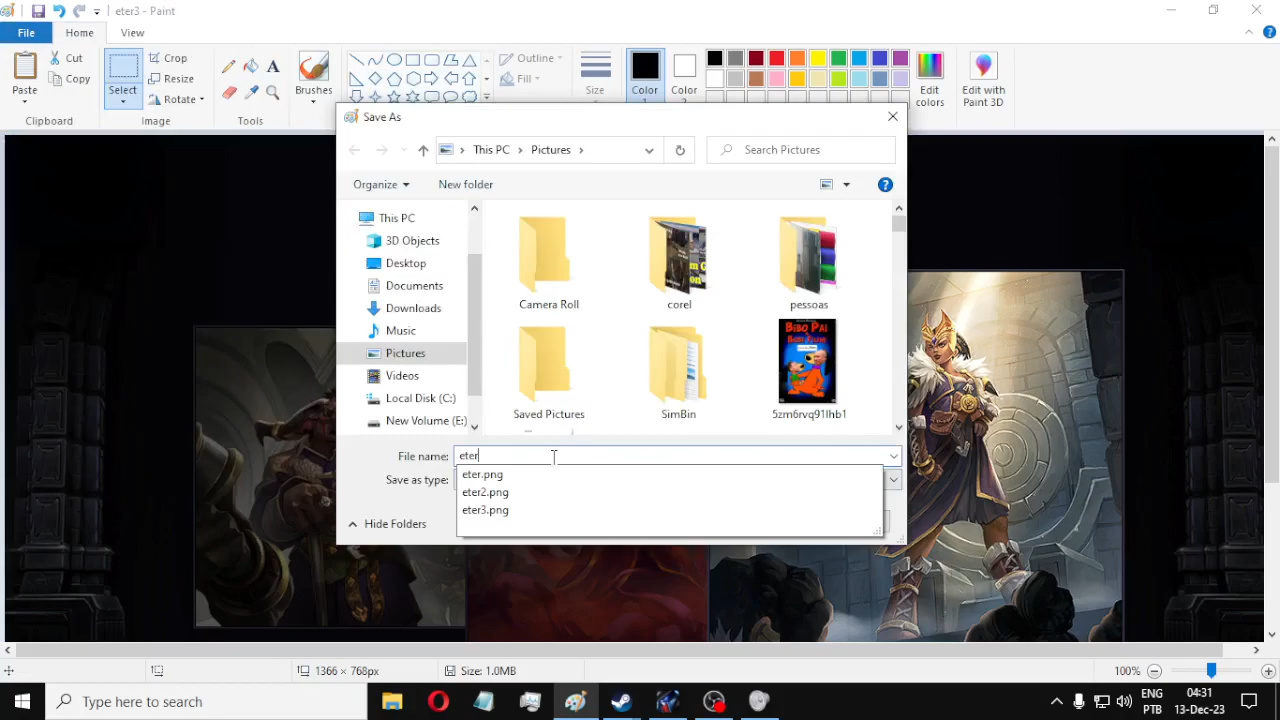 eter3 - Paint
File
Home
View
Paste
Cut
Copy
Clipboard
Select
Crop
Resize
Rotate
Image
Tools
Brushes
Outline
Fill
Size
Color
1
Color
2
Edit
colors
Edit with
Paint 3D
Save As
This PC
Pictures
Search Pictures
Organize
New folder
This PC
3D Objects
Desktop
Documents
Downloads
Music
Pictures
Videos
Local Disk (C:)
New Volume (E:)
Camera Roll
corel
pessoas
BiBO PAi
Saved Pictures
SimBin
5zm6rvq91lhb1
File name:
eter
Save as type:
eter.png
eter2.png
eter3.png
Hide Folders
1366 × 768px
Size: 1.0MB
100%
Type here to search
ENG
PTB
04:31
13-Dec-23